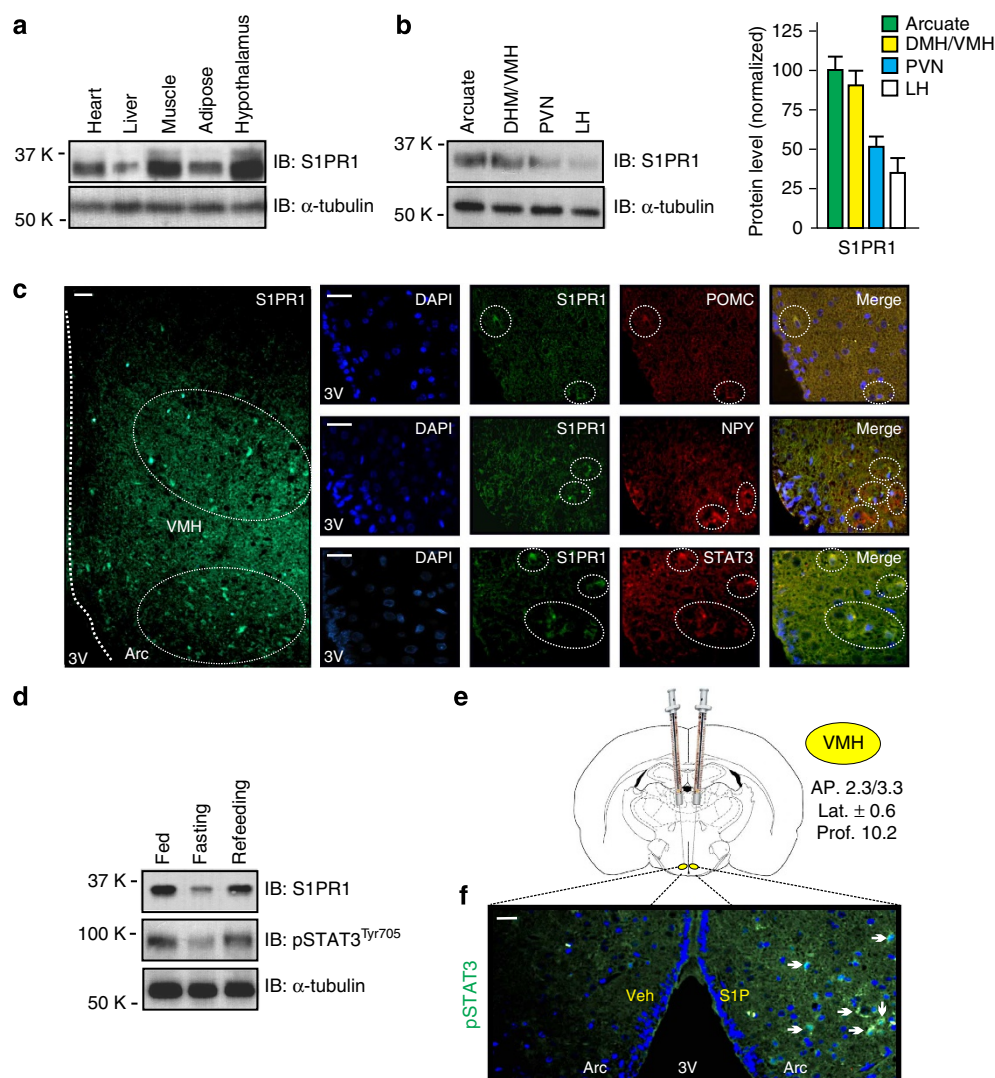 a
Heart
Liver
Muscle
Adipose
Hypothalamus
37 K
IB: S1PR1
IB: α-tubulin
50 K
b
Arcuate
DHM/VMH
PVN
LH
37 K
IB: S1PR1
IB: α-tubulin
50 K
Protein level (normalized)
125
100
75
50
25
0
S1PR1
Arcuate
DMH/VMH
PVN
LH
c
S1PR1
VMH
Arc
3V
DAPI
3V
S1PR1
POMC
Merge
DAPI
3V
S1PR1
NPY
Merge
DAPI
3V
S1PR1
STAT3
Merge
d
Fed
Fasting
Refeeding
37 K
IB: S1PR1
100 K
IB: pSTAT3Tyr705
IB: α-tubulin
50 K
e
VMH
AP. 2.3/3.3
Lat. ± 0.6
Prof. 10.2
f
pSTAT3
Veh
S1P
Arc
3V
Arc